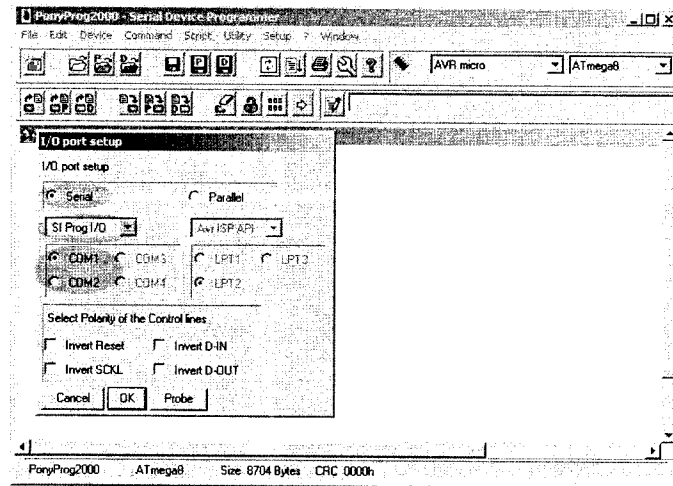 PonyProg2000 - Serial Device Programmer
File Edit Device Command Script Utility Setup ? Window
AVR micro ATmega8
I/O port setup
I/O port setup
Serial Parallel
SI Prog I/O Avr ISP API
COM1 COM3 LPT1 LPT3
COM2 COM4 LPT2
Select Polarity of the Control lines
Invert Reset Invert D-IN
Invert SCKL Invert D-OUT
Cancel OK Probe
PonyProg2000 ATmega8 Size 8704 Bytes CRC 0000h